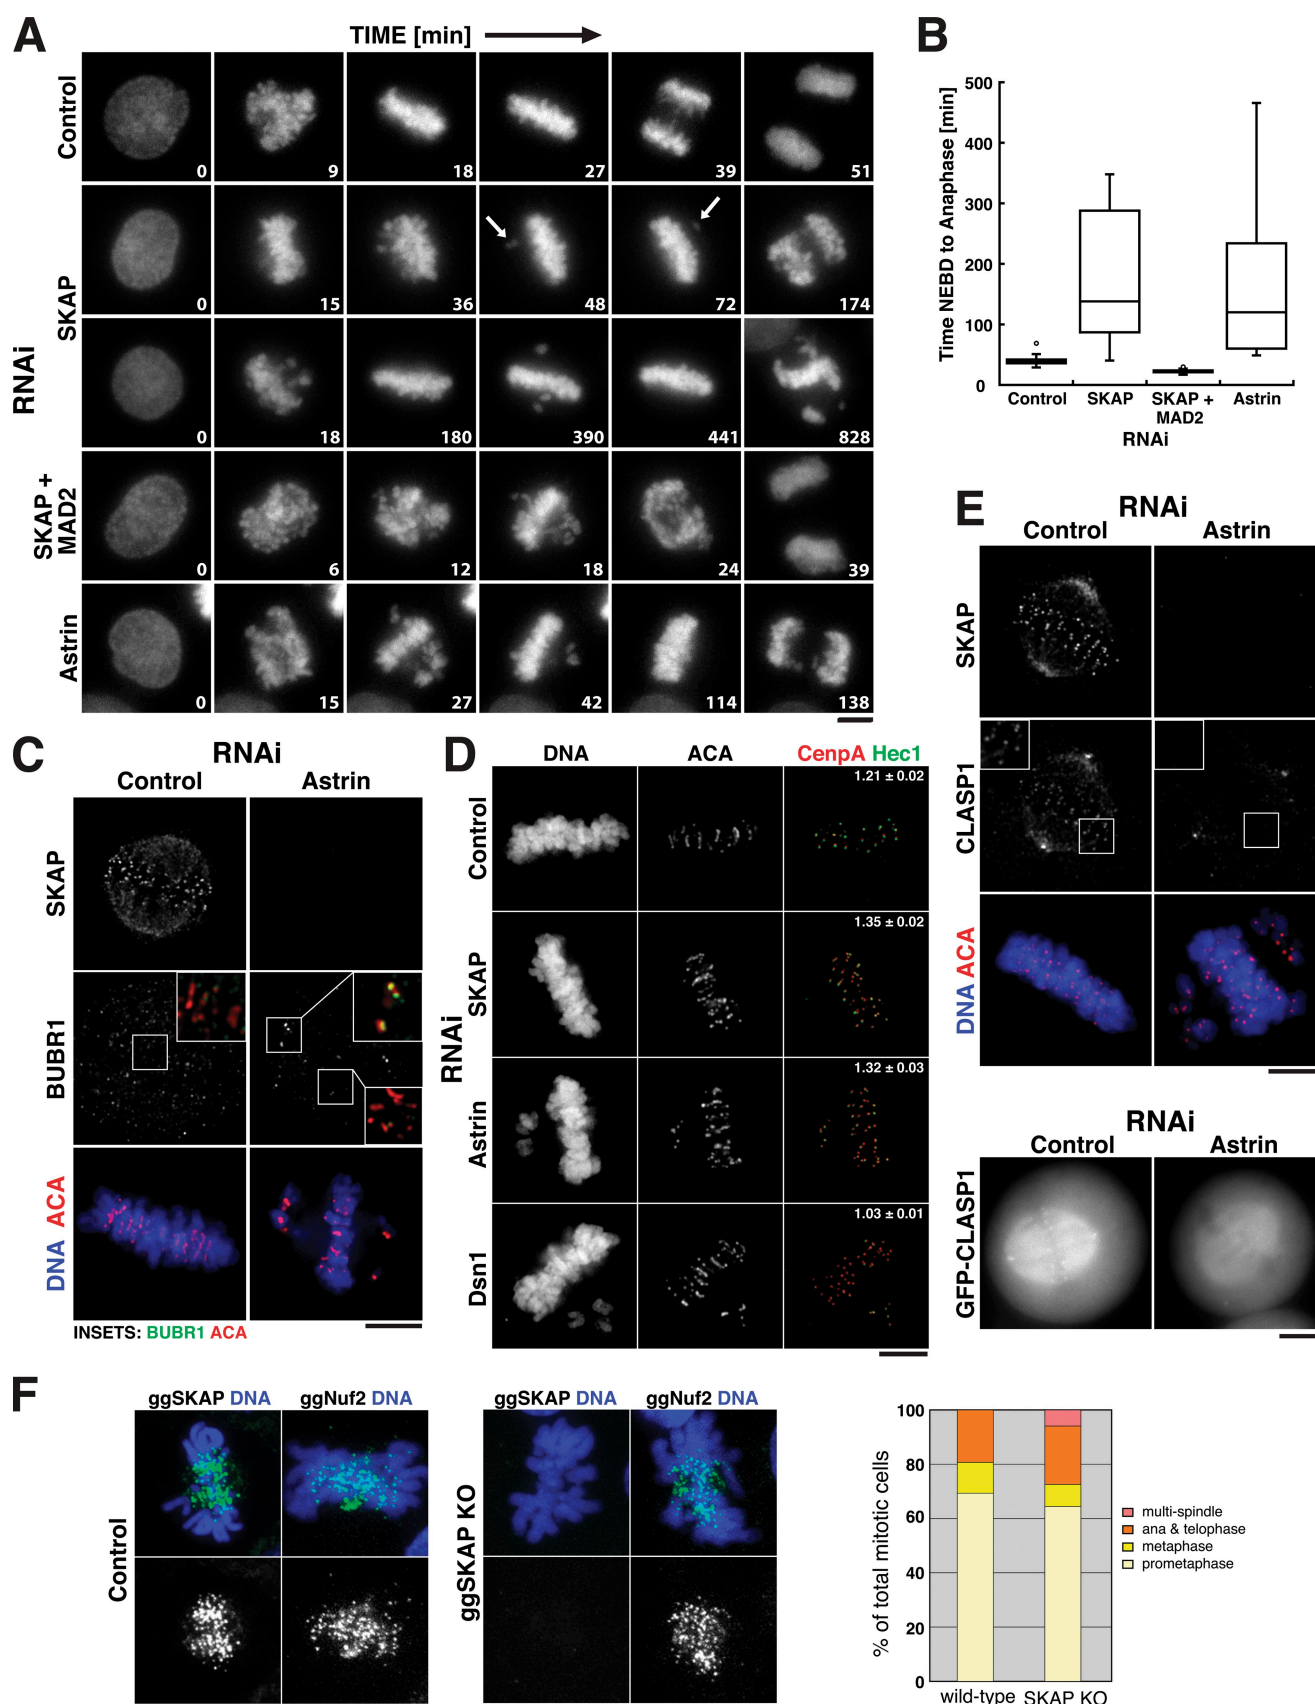 A
TIME [min]
RNAi
Control
0 9 18 27 39 51
SKAP
0 15 36 48 72 174
0 18 180 390 441 828
SKAP +
MAD2
0 6 12 18 24 39
Astrin
0 15 27 42 114 138
B
Time NEBD to Anaphase [min]
500
400
300
200
100
0
Control SKAP SKAP + Astrin
MAD2
RNAi
C
RNAi
Control Astrin
SKAP
BUBR1
DNA ACA
INSETS: BUBR1 ACA
D
DNA ACA CenpA Hec1
RNAi
Control
1.21 ± 0.02
SKAP
1.35 ± 0.02
Astrin
1.32 ± 0.03
Dsn1
1.03 ± 0.01
E
RNAi
Control Astrin
SKAP
CLASP1
DNA ACA
RNAi
Control Astrin
GFP-CLASP1
F
ggSKAP DNA ggNuf2 DNA
Control
ggSKAP DNA ggNuf2 DNA
ggSKAP KO
% of total mitotic cells
100
80
60
40
20
0
wild-type SKAP KO
multi-spindle
ana & telophase
metaphase
prometaphase